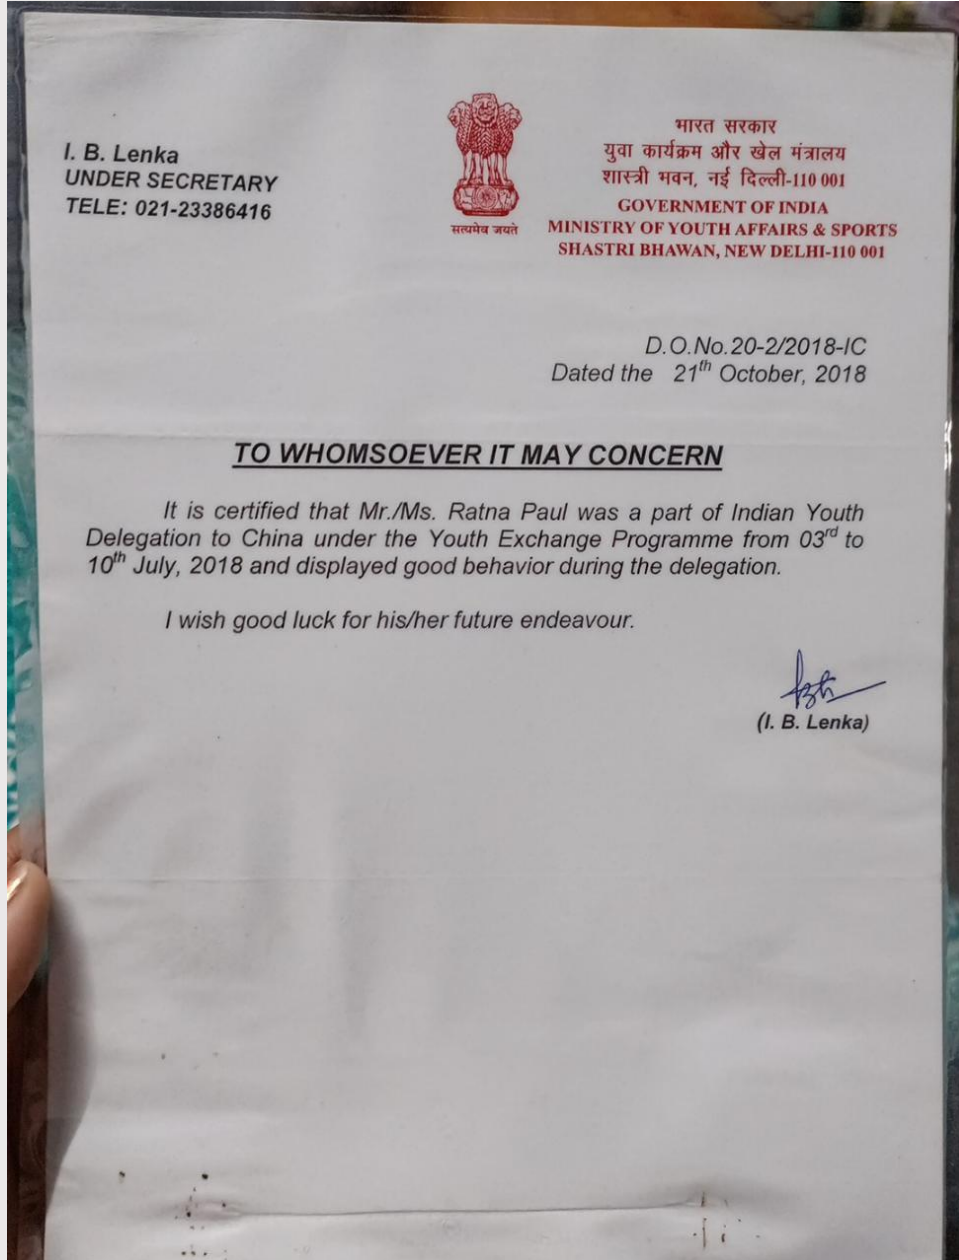 I. B. Lenka
UNDER SECRETARY
TELE: 021-23386416
सत्यमेव जयते
भारत सरकार
युवा कार्यक्रम और खेल मंत्रालय
शास्त्री भवन, नई दिल्ली-110 001
GOVERNMENT OF INDIA
MINISTRY OF YOUTH AFFAIRS & SPORTS
SHASTRI BHAWAN, NEW DELHI-110 001
D.O.No.20-2/2018-IC
Dated the 21th October, 2018
TO WHOMSOEVER IT MAY CONCERN
It is certified that Mr./Ms. Ratna Paul was a part of Indian Youth
Delegation to China under the Youth Exchange Programme from 03rd to
10th July, 2018 and displayed good behavior during the delegation.
I wish good luck for his/her future endeavour.
(I. B. Lenka)